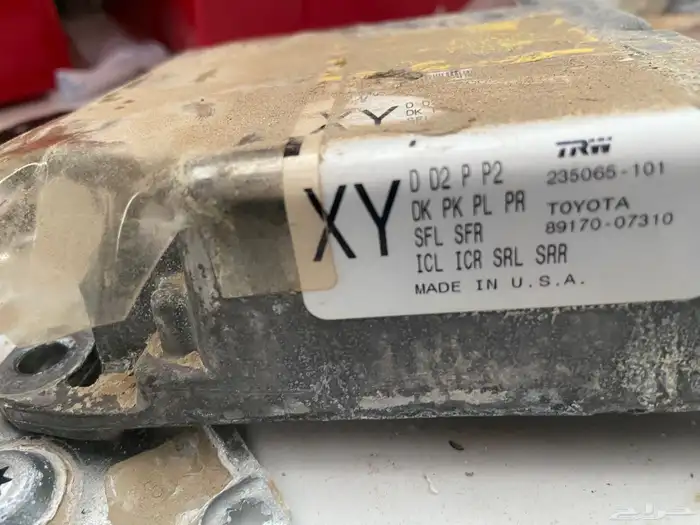 XY
D D2 P P2
DK PK PL PR
SFL SFR
ICL ICR SRL SRR
MADE IN U.S.A.
TRW
235065-101
TOYOTA
89170-07310
XY
حراج